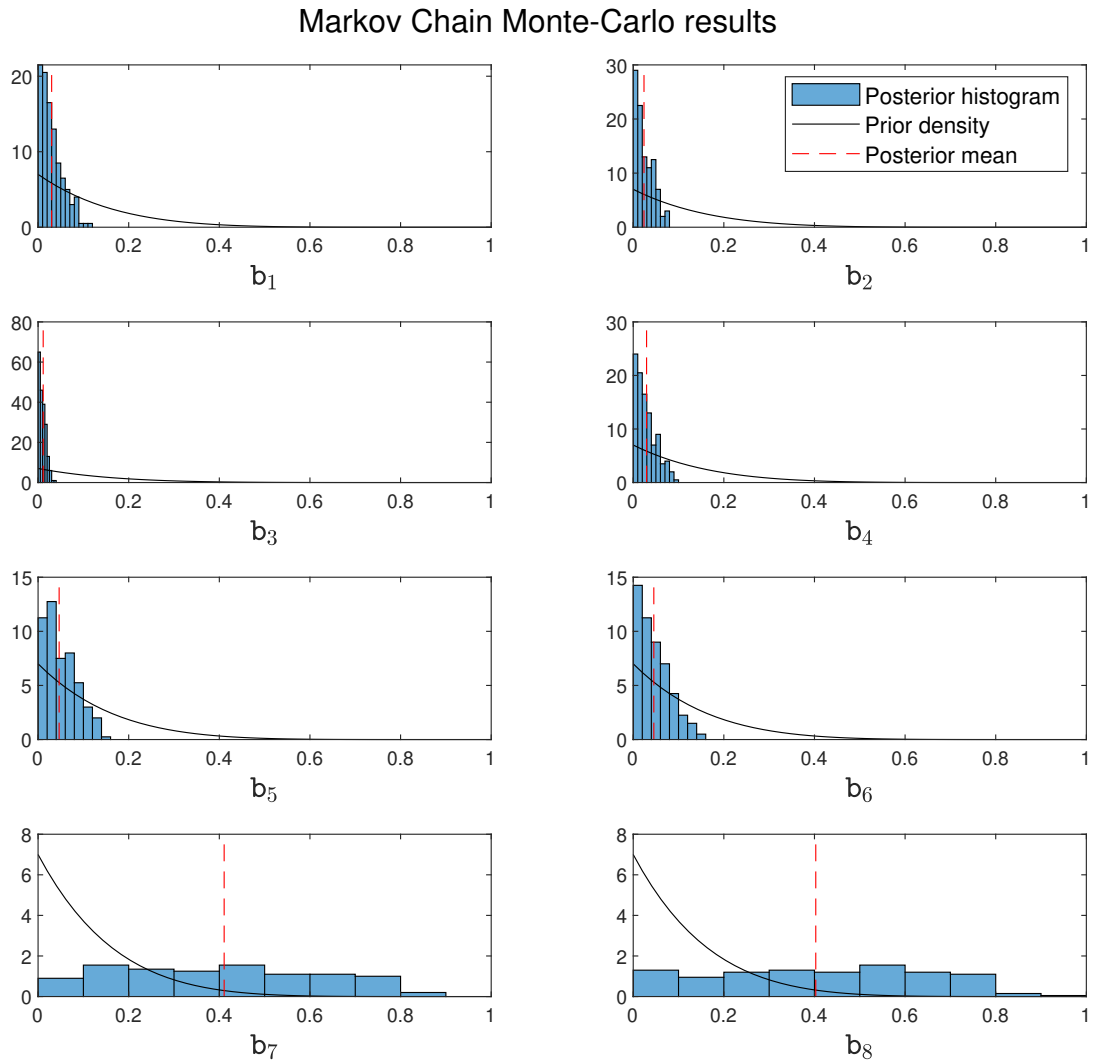 Markov Chain Monte-Carlo results
20
10
0
0 0.2 0.4 0.6 0.8 1
b₁
30
20
10
0
0 0.2 0.4 0.6 0.8 1
b₂
Posterior histogram
Prior density
Posterior mean
80
60
40
20
0
0 0.2 0.4 0.6 0.8 1
b₃
30
20
10
0
0 0.2 0.4 0.6 0.8 1
b₄
15
10
5
0
0 0.2 0.4 0.6 0.8 1
b₅
15
10
5
0
0 0.2 0.4 0.6 0.8 1
b₆
8
6
4
2
0
0 0.2 0.4 0.6 0.8 1
b₇
8
6
4
2
0
0 0.2 0.4 0.6 0.8 1
b₈